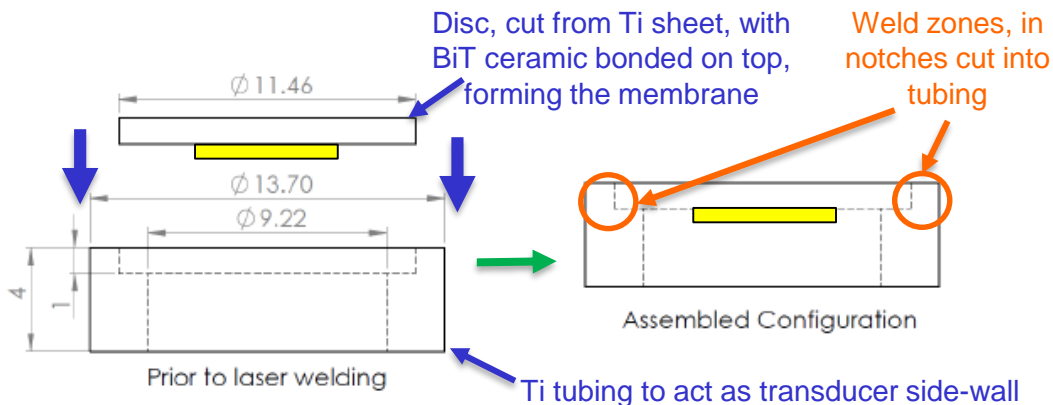 Disc, cut from Ti sheet, with
BiT ceramic bonded on top,
forming the membrane
Weld zones, in
notches cut into
tubing
∅11.46
∅13.70
∅9.22
4
1
Prior to laser welding
Assembled Configuration
Ti tubing to act as transducer side-wall